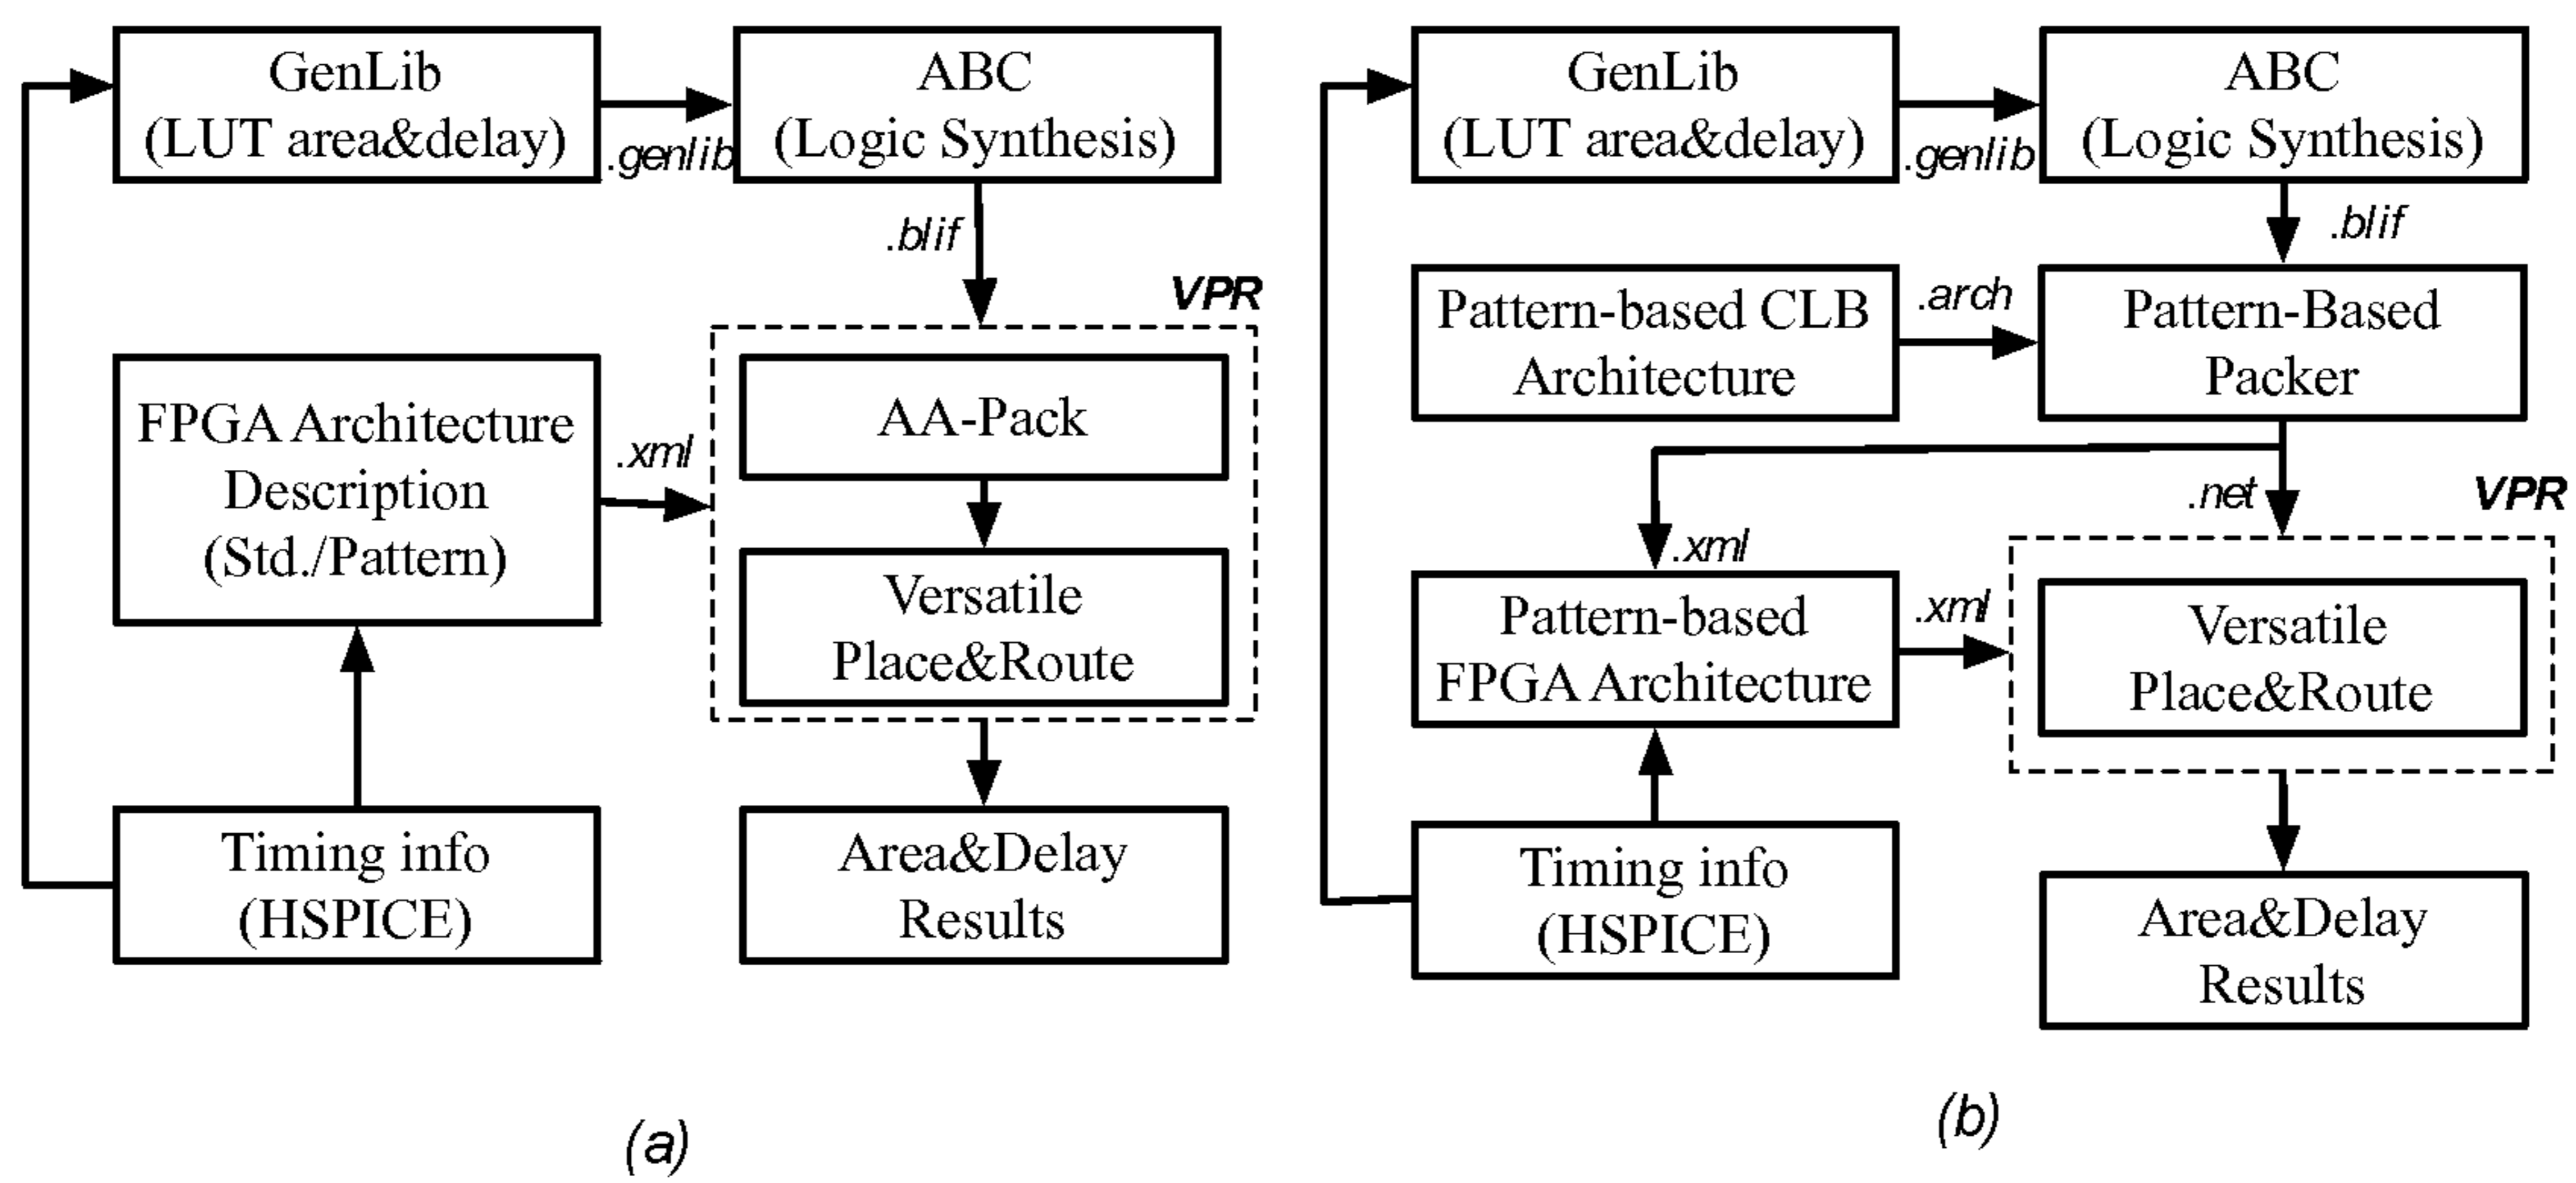 GenLib
(LUT area&delay)
.genlib
ABC
(Logic Synthesis)
.blif
VPR
FPGA Architecture
Description
(Std./Pattern)
.xml
AA-Pack
Versatile
Place&Route
Timing info
(HSPICE)
Area&Delay
Results
(a)
GenLib
(LUT area&delay)
.genlib
ABC
(Logic Synthesis)
.blif
Pattern-based CLB
Architecture
.arch
Pattern-Based
Packer
.net
VPR
.xml
Pattern-based
FPGA Architecture
.xml
Versatile
Place&Route
Timing info
(HSPICE)
Area&Delay
Results
(b)